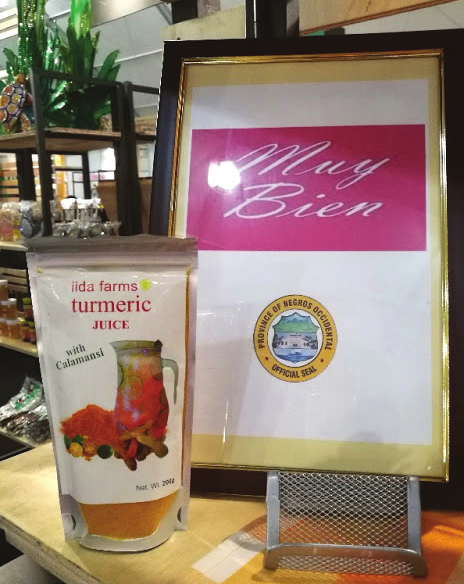 Muy
Bien
PROVINCE OF NEGROS OCCIDENTAL
OFFICIAL SEAL
iida farms
turmeric
JUICE
with
Calamansi
Net. Wt. 200g